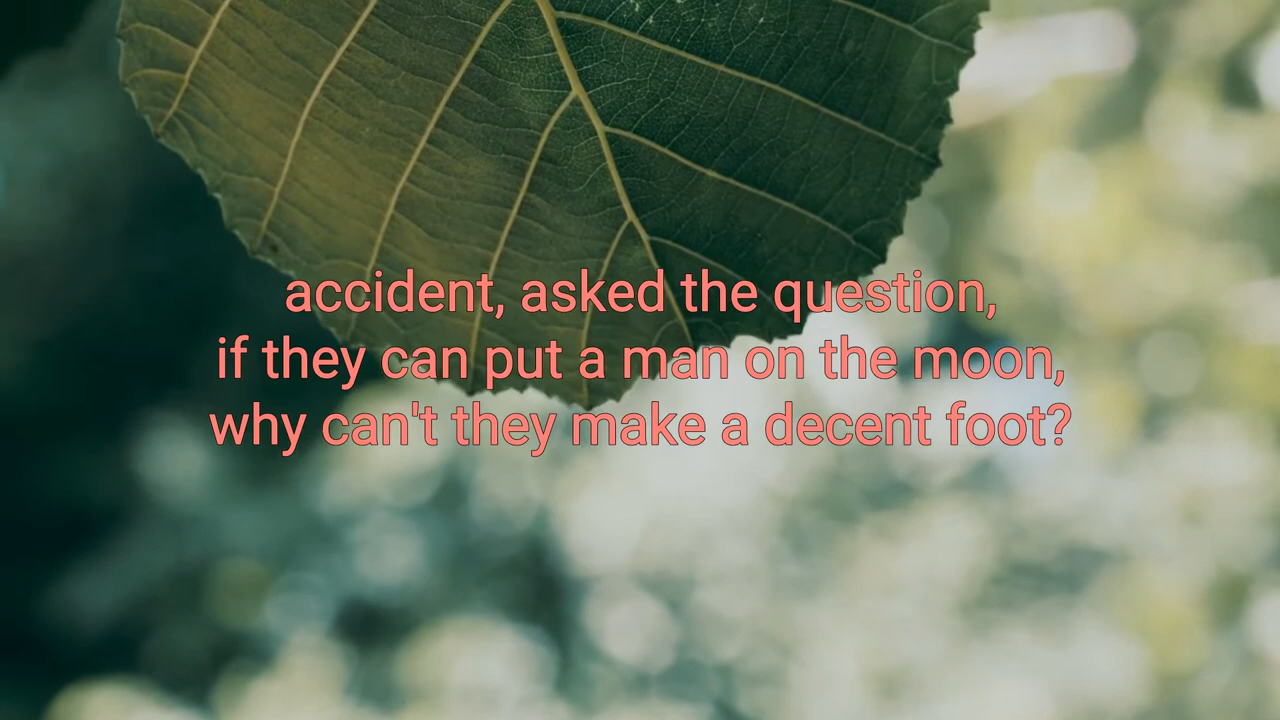 accident, asked the question,
if they can put a man on the moon,
why can't they make a decent foot?